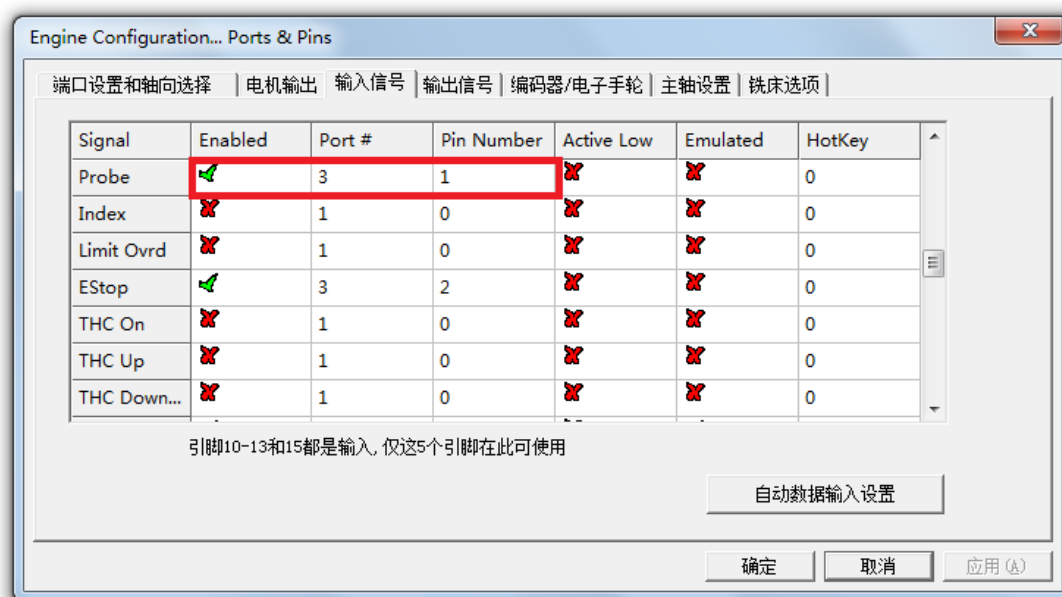 Engine Configuration... Ports & Pins
端口设置和轴向选择 电机输出 输入信号 输出信号 编码器/电子手轮 主轴设置 铣床选项
Signal Enabled Port # Pin Number Active Low Emulated HotKey
Probe 3 1 0
Index 1 0 0
Limit Ovrd 1 0 0
EStop 3 2 0
THC On 1 0 0
THC Up 1 0 0
THC Down... 1 0 0
引脚10-13和15都是输入,仅这5个引脚在此可使用
自动数据输入设置
确定 取消 应用(A)